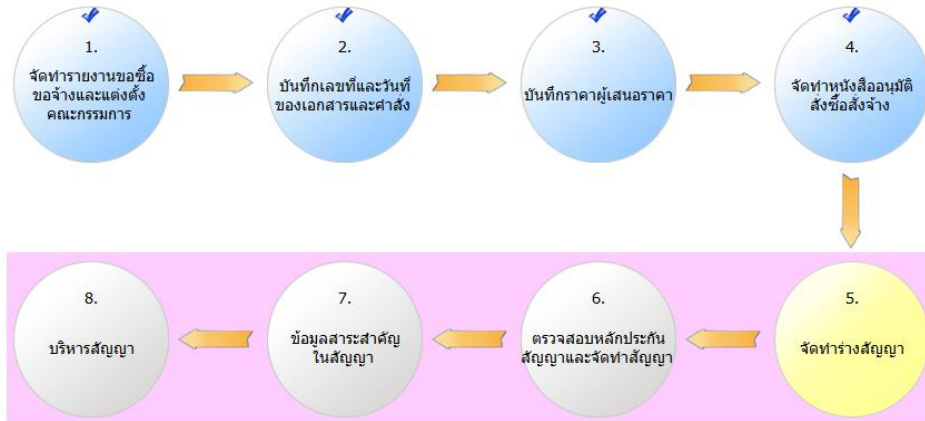 1.
จัดทำรายงานขอซื้อ
ขอจ้างและแต่งตั้ง
คณะกรรมการ
2.
บันทึกเลขที่และวันที่
ของเอกสารและคำสั่ง
3.
บันทึกราคาผู้เสนอราคา
4.
จัดทำหนังสืออนุมัติ
สั่งซื้อสั่งจ้าง
5.
จัดทำร่างสัญญา
6.
ตรวจสอบหลักประกัน
สัญญาและจัดทำสัญญา
7.
ข้อมูลสาระสำคัญ
ในสัญญา
8.
บริหารสัญญา